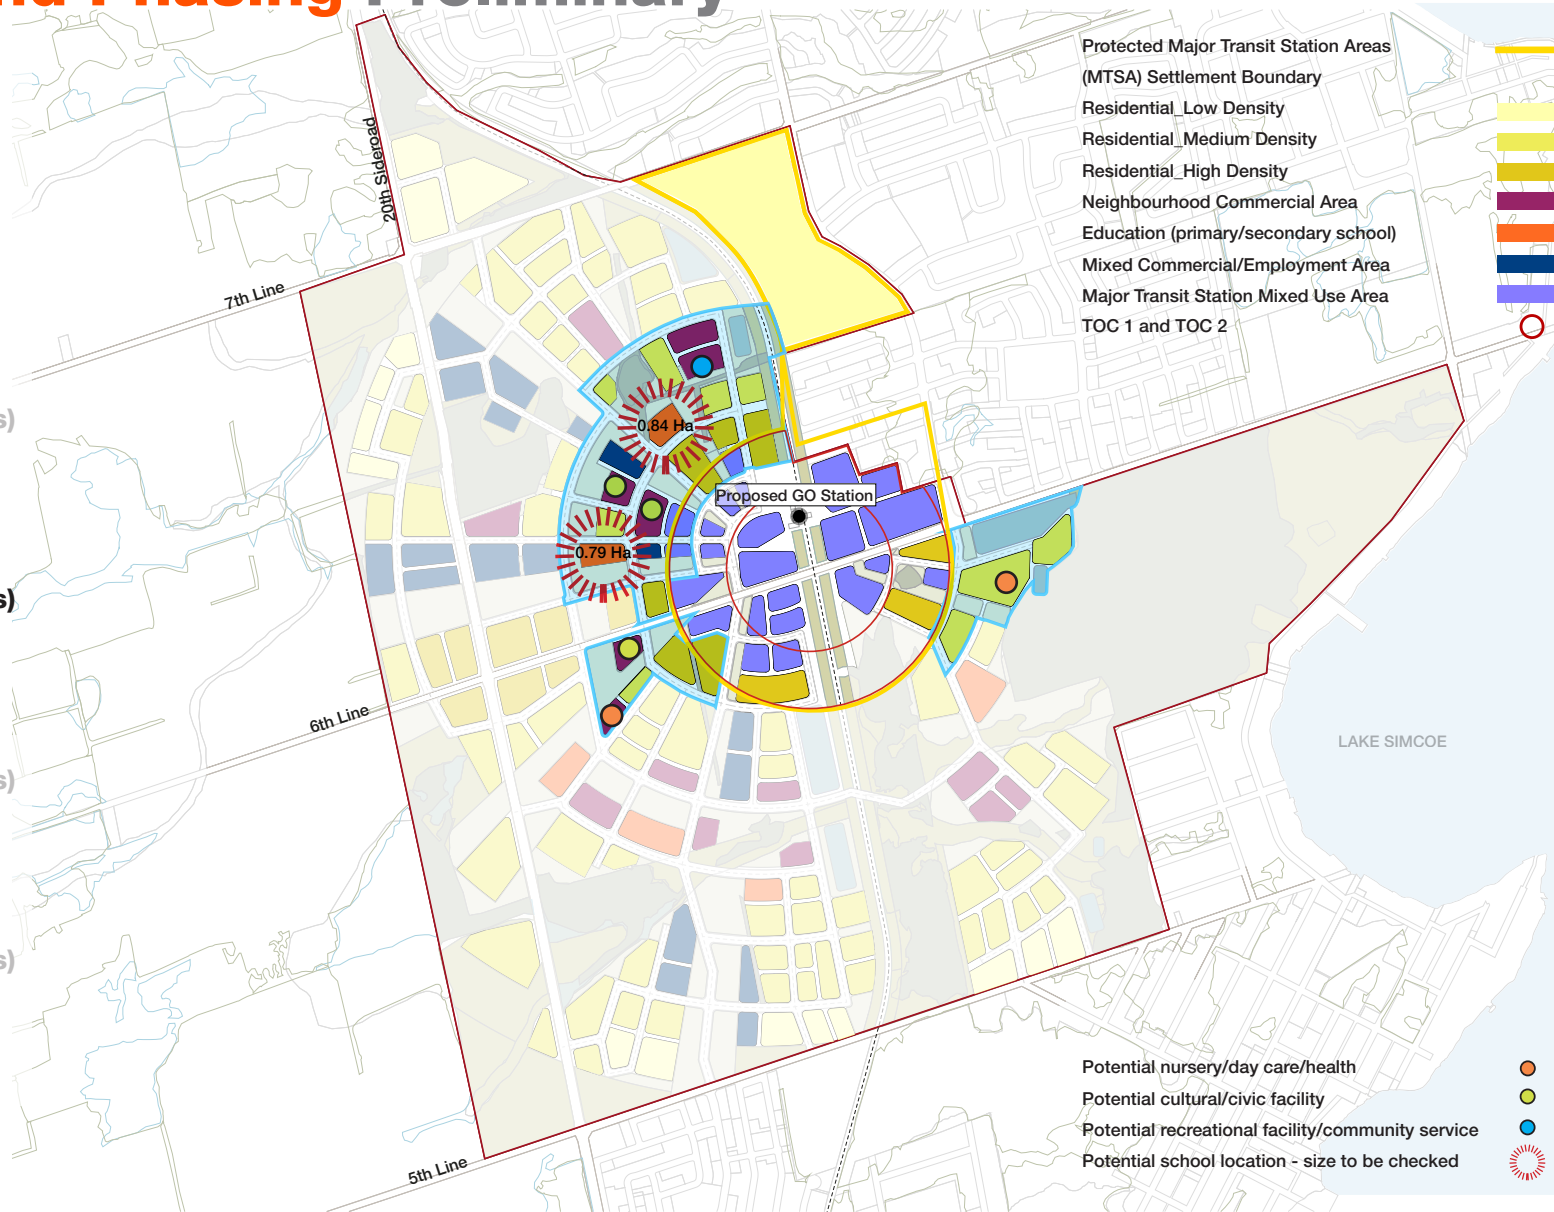 nd Phasing Preliminary
Protected Major Transit Station Areas
(MTSA) Settlement Boundary
Residential_Low Density
Residential_Medium Density
Residential_High Density
Neighbourhood Commercial Area
Education (primary/secondary school)
Mixed Commercial/Employment Area
Major Transit Station Mixed Use Area
TOC 1 and TOC 2
20th Sideroad
7th Line
s)
0.84 Ha
Proposed GO Station
0.79 Ha
s)
6th Line
LAKE SIMCOE
s)
s)
Potential nursery/day care/health
Potential cultural/civic facility
Potential recreational facility/community service
Potential school location - size to be checked
5th Line